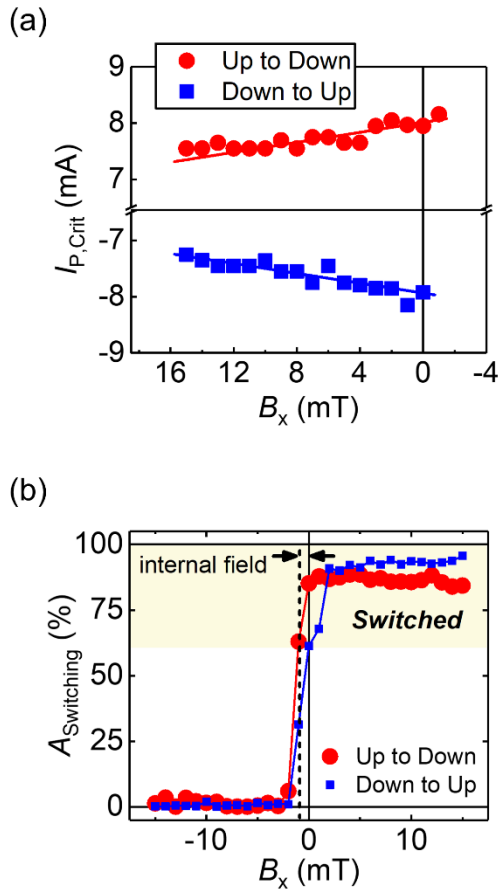 (a)
Up to Down
Down to Up
9
8
7
-7
-8
-9
I_P,Crit (mA)
16 12 8 4 0 -4
B_x (mT)
(b)
100
75
50
25
0
A_Switching (%)
internal field
Switched
Up to Down
Down to Up
-10 0 10
B_x (mT)